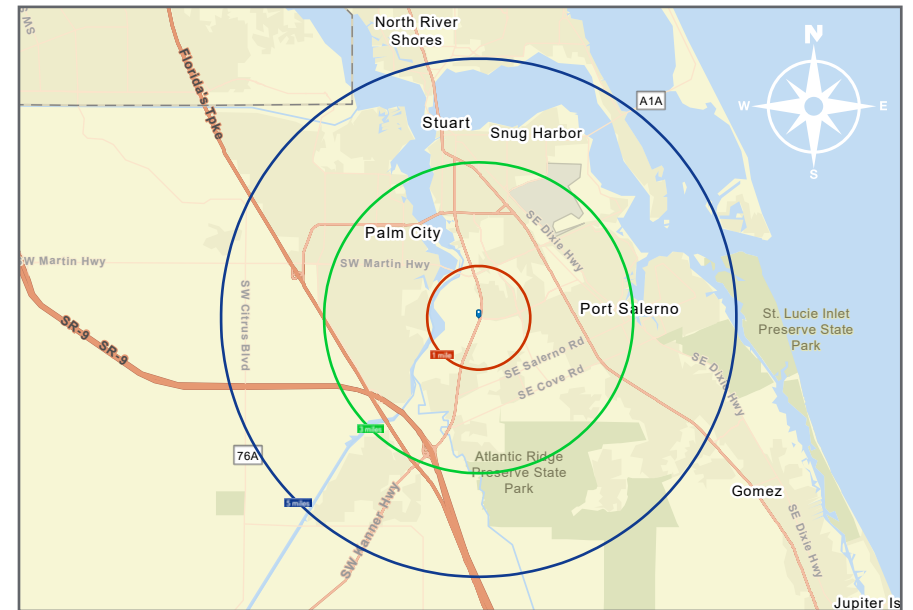 North River
Shores
SW
N
Florida's Tpke
A1A
W
E
Stuart
Snug Harbor
S
SE Dixie Hwy
Palm City
SW Martin Hwy
SW Martin Hwy
SW Citrus Blvd
Port Salerno
St. Lucie Inlet
Preserve State
Park
SR-9
SR-9
1 mile
SE Salerno Rd
SE Cove Rd
SE Dixie Hwy
3 miles
76A
Atlantic Ridge
Preserve State
Park
Gomez
5 miles
SW Kanner Hwy
SE Dixie Hwy
Jupiter Is